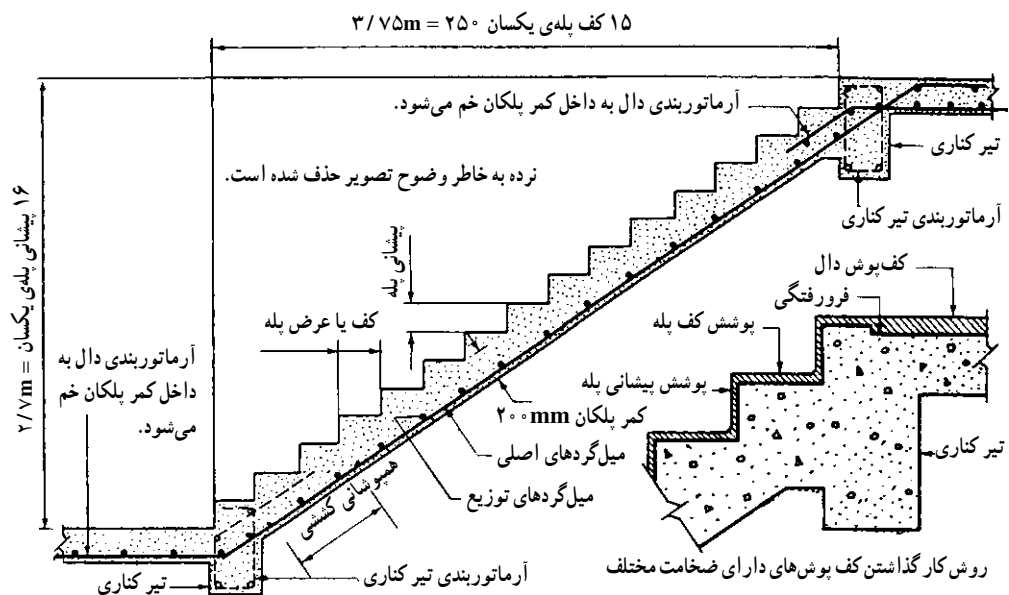 ۱۵ کف پله‌ی یکسان ۲۵۰ = ۳/۷۵m
آرماتوربندی دال به داخل کمر پلکان خم می‌شود.
تیر کناری
نرده به خاطر وضوح تصویر حذف شده است.
آرماتوربندی تیر کناری
۱۶ پیشانی پله‌ی یکسان = ۲/۷m
پیشانی پله
کف یا عرض پله
کف‌پوش دال
فرورفتگی
پوشش کف پله
پوشش پیشانی پله
آرماتوربندی دال به
داخل کمر پلکان خم
می‌شود.
کمر پلکان ۲۰۰mm
میل‌گردهای اصلی
تیر کناری
میل‌گردهای توزیع
همپوشانی کششی
روش کار گذاشتن کف پوش‌های دارای ضخامت مختلف
آرماتوربندی تیر کناری
تیر کناری